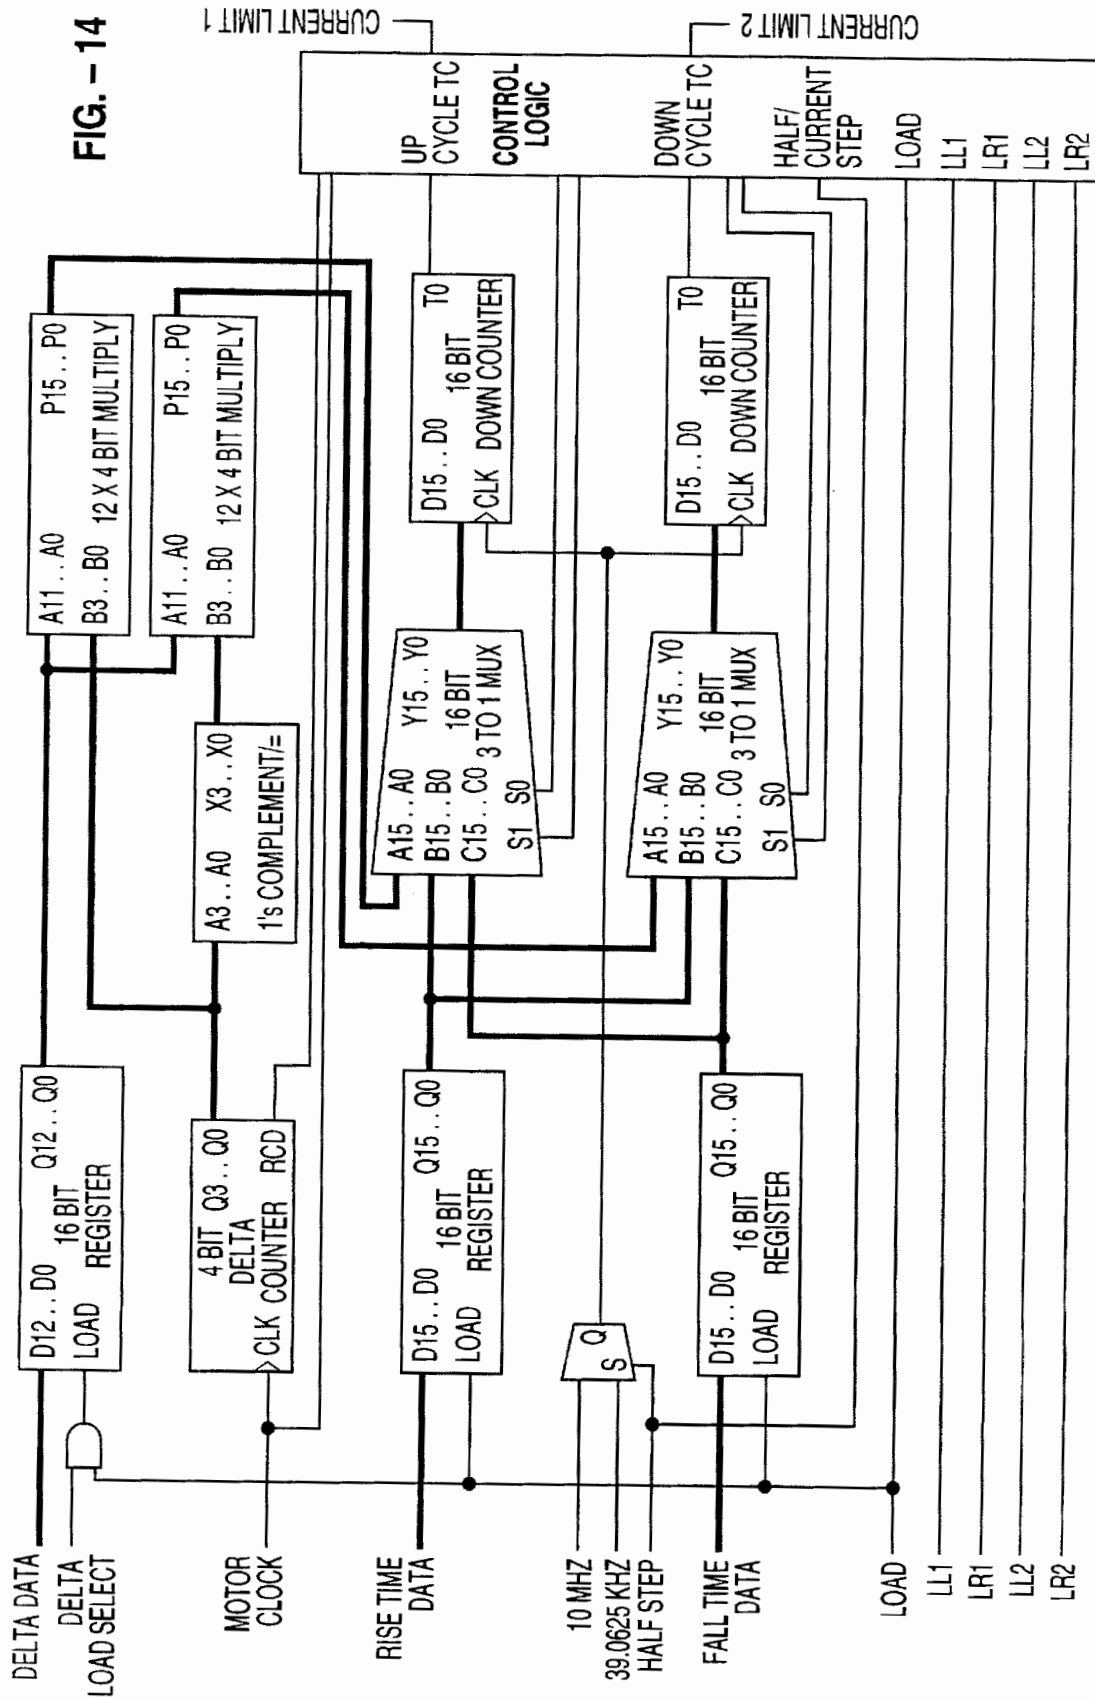 FIG. – 14
DELTA DATA
DELTA
LOAD SELECT
MOTOR
CLOCK
RISE TIME
DATA
10 MHZ
39.0625 KHZ
HALF STEP
FALL TIME
DATA
LOAD
LL1
LR1
LL2
LR2
D12 . . D0 Q12 . . . Q0
16 BIT
REGISTER
LOAD
4 BIT Q3 . . Q0
DELTA
CLK COUNTER RCD
D15 . . D0 Q15 . . . Q0
16 BIT
REGISTER
LOAD
Q
S
D15 . . D0 Q15 . . . Q0
16 BIT
REGISTER
LOAD
A3 . . A0 X3 . . X0
1's COMPLEMENT/=
A11 . . A0 P15 . . P0
B3 . . B0 12 X 4 BIT MULTIPLY
A11 . . A0 P15 . . P0
B3 . . B0 12 X 4 BIT MULTIPLY
A15 . . A0 Y15 . . . Y0
B15 . . B0 16 BIT
C15 . . C0 3 TO 1 MUX
S1 S0
A15 . . A0 Y15 . . . Y0
B15 . . B0 16 BIT
C15 . . C0 3 TO 1 MUX
S1 S0
D15 . . D0 T0
16 BIT
CLK DOWN COUNTER
D15 . . D0 T0
16 BIT
CLK DOWN COUNTER
UP
CYCLE TC
CONTROL
LOGIC
DOWN
CYCLE TC
HALF/
CURRENT
STEP
LOAD
LL1
LR1
LL2
LR2
CURRENT LIMIT 1
CURRENT LIMIT 2